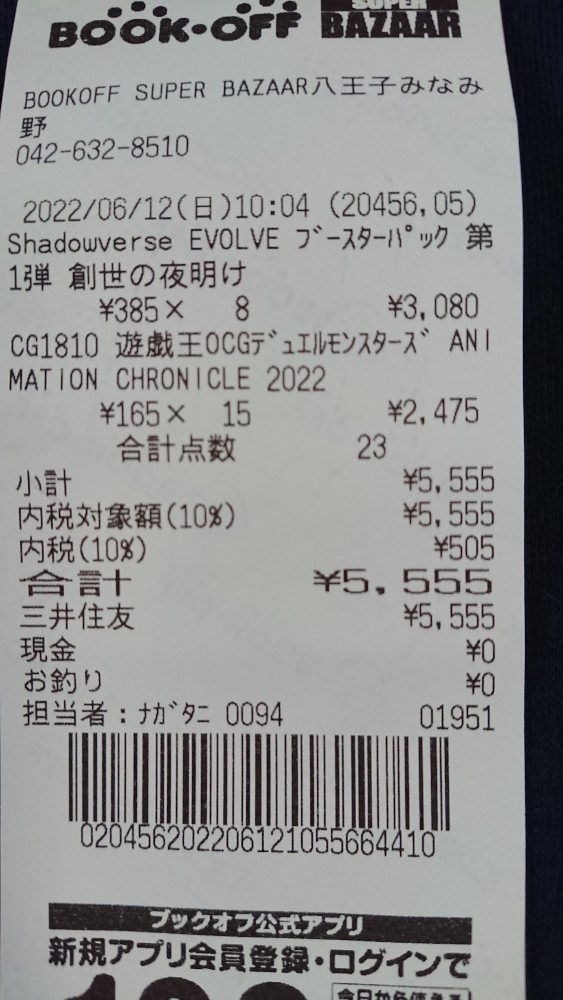 BOOK・OFF SUPER BAZAAR
BOOKOFF SUPER BAZAAR八王子みなみ
野
042-632-8510
2022/06/12(日)10:04 (20456,05)
Shadowverse EVOLVE ブースターパック 第
1弾 創世の夜明け
¥385× 8 ¥3,080
CG1810 遊戯王OCGデュエルモンスターズ ANI
MATION CHRONICLE 2022
¥165× 15 ¥2,475
合計点数 23
小計 ¥5,555
内税対象額(10%) ¥5,555
内税(10%) ¥505
合計 ¥5,555
三井住友 ¥5,555
現金 ¥0
お釣り ¥0
担当者:ナガタニ 0094 01951
0204562022061210556644​10
ブックオフ公式アプリ
新規アプリ会員登録・ログインで